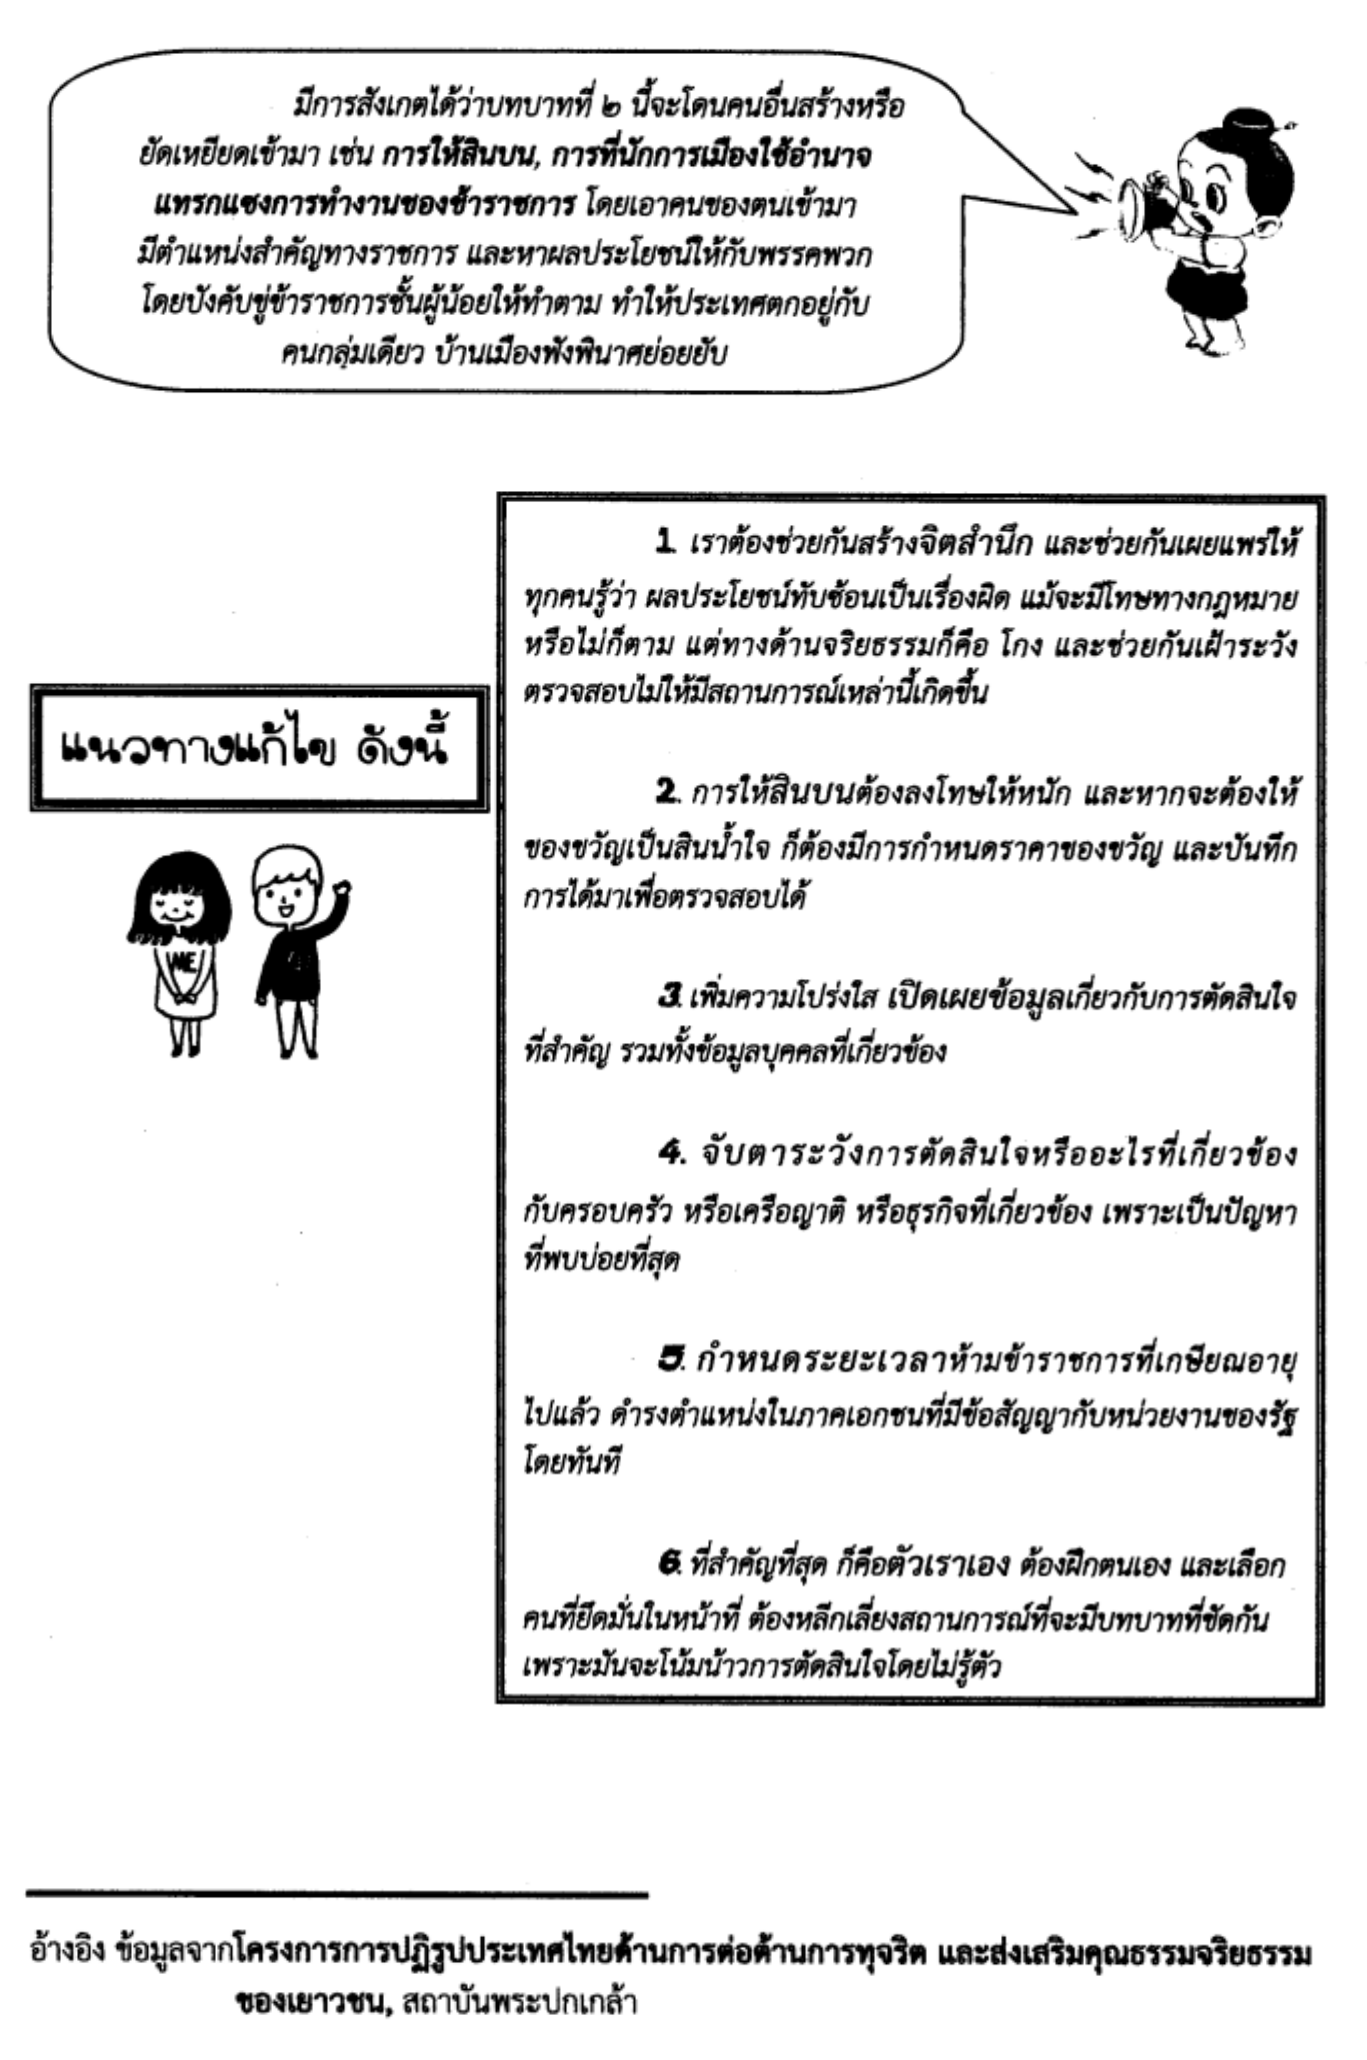 มีการสังเกตได้ว่าบทบาทที่ ๒ นี้จะโดนคนอื่นสร้างหรือ
ยัดเหยียดเข้ามา เช่น การให้สินบน, การที่นักการเมืองใช้อำนาจ
แทรกแซงการทำงานของข้าราชการ โดยเอาคนของตนเข้ามา
มีตำแหน่งสำคัญทางราชการ และหาผลประโยชน์ให้กับพรรคพวก
โดยบังคับขู่ข้าราชการชั้นผู้น้อยให้ทำตาม ทำให้ประเทศตกอยู่กับ
คนกลุ่มเดียว บ้านเมืองพังพินาศย่อยยับ
แนวทางแก้ไข ดังนี้
ME
1. เราต้องช่วยกันสร้างจิตสำนึก และช่วยกันเผยแพร่ให้
ทุกคนรู้ว่า ผลประโยชน์ทับซ้อนเป็นเรื่องผิด แม้จะมีโทษทางกฎหมาย
หรือไม่ก็ตาม แต่ทางด้านจริยธรรมก็คือ โกง และช่วยกันเฝ้าระวัง
ตรวจสอบไม่ให้มีสถานการณ์เหล่านี้เกิดขึ้น
2. การให้สินบนต้องลงโทษให้หนัก และหากจะต้องให้
ของขวัญเป็นสินน้ำใจ ก็ต้องมีการกำหนดราคาของขวัญ และบันทึก
การได้มาเพื่อตรวจสอบได้
3. เพิ่มความโปร่งใส เปิดเผยข้อมูลเกี่ยวกับการตัดสินใจ
ที่สำคัญ รวมทั้งข้อมูลบุคคลที่เกี่ยวข้อง
4. จับตาระวังการตัดสินใจหรืออะไรที่เกี่ยวข้อง
กับครอบครัว หรือเครือญาติ หรือธุรกิจที่เกี่ยวข้อง เพราะเป็นปัญหา
ที่พบบ่อยที่สุด
5. กำหนดระยะเวลาห้ามข้าราชการที่เกษียณอายุ
ไปแล้ว ดำรงตำแหน่งในภาคเอกชนที่มีข้อสัญญากับหน่วยงานของรัฐ
โดยทันที
6. ที่สำคัญที่สุด ก็คือตัวเราเอง ต้องฝึกตนเอง และเลือก
คนที่ยึดมั่นในหน้าที่ ต้องหลีกเลี่ยงสถานการณ์ที่จะมีบทบาทที่ขัดกัน
เพราะมันจะโน้มน้าวการตัดสินใจโดยไม่รู้ตัว
อ้างอิง ข้อมูลจากโครงการการปฏิรูปประเทศไทยด้านการต่อต้านการทุจริต และส่งเสริมคุณธรรมจริยธรรม
ของเยาวชน, สถาบันพระปกเกล้า